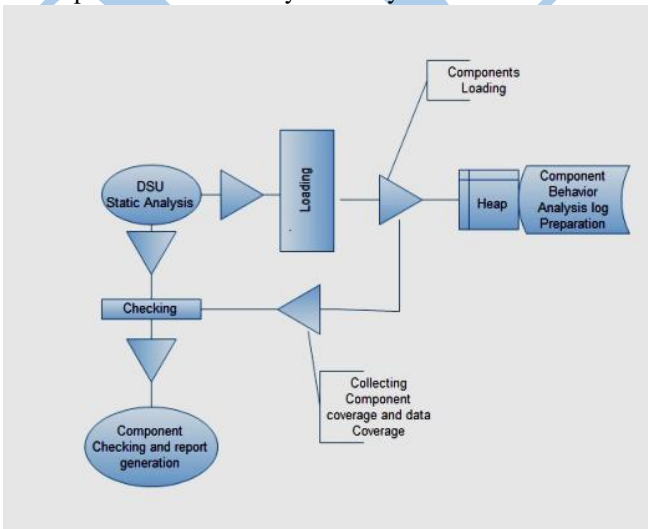 Components
Loading
DSU
Static Analysis
Loading
Heap
Component
Behavior
Analysis log
Preparation
Checking
Collecting
Component
coverage and data
Coverage
Component
Checking and report
generation